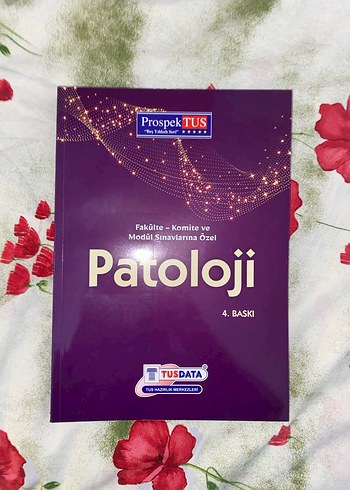 ProspekTUS
"Beş Yıldızlı Seri" ★★★★★
Fakülte - Komite ve
Modül Sınavlarına Özel
Patoloji
4. BASKI
T TUSDATA
TUS HAZIRLIK MERKEZLERİ